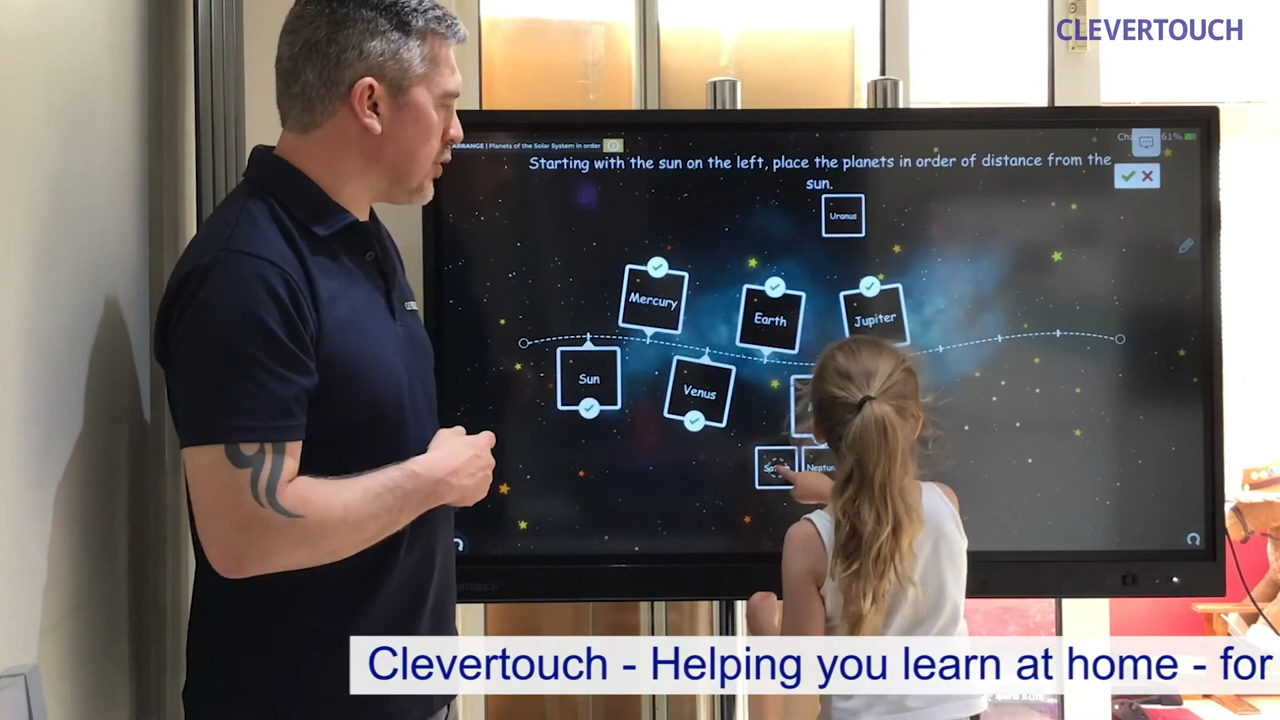 CLEVERTOUCH
61%
ARRANGE | Planets of the Solar System in order
Starting with the sun on the left, place the planets in order of distance from the
sun.
Uranus
Mercury
Earth
Jupiter
Sun
Venus
Neptun
Clevertouch - Helping you learn at home - for